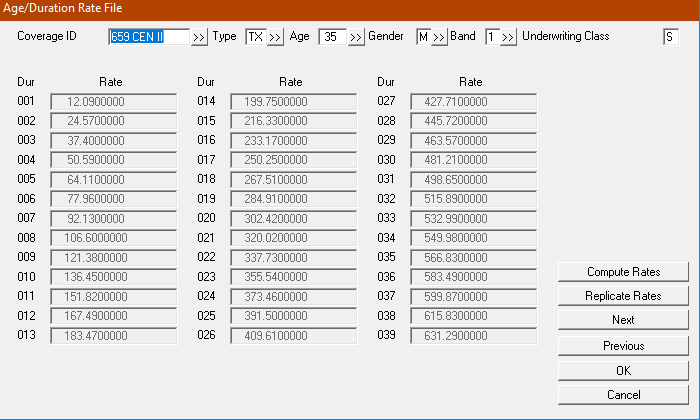 Age/Duration Rate File
Coverage ID 659 CEN II >> Type TX >> Age 35 >> Gender M >> Band 1 >> Underwriting Class S
Dur Rate Dur Rate Dur Rate
001 12.0900000 014 199.7500000 027 427.7100000
002 24.5700000 015 216.3300000 028 445.7200000
003 37.4000000 016 233.1700000 029 463.5700000
004 50.5900000 017 250.2500000 030 481.2100000
005 64.1100000 018 267.5100000 031 498.6500000
006 77.9600000 019 284.9100000 032 515.8900000
007 92.1300000 020 302.4200000 033 532.9900000
008 106.6000000 021 320.0200000 034 549.9800000
009 121.3800000 022 337.7300000 035 566.8300000
010 136.4500000 023 355.5400000 036 583.4900000
011 151.8200000 024 373.4600000 037 599.8700000
012 167.4900000 025 391.5000000 038 615.8300000
013 183.4700000 026 409.6100000 039 631.2900000
Compute Rates
Replicate Rates
Next
Previous
OK
Cancel